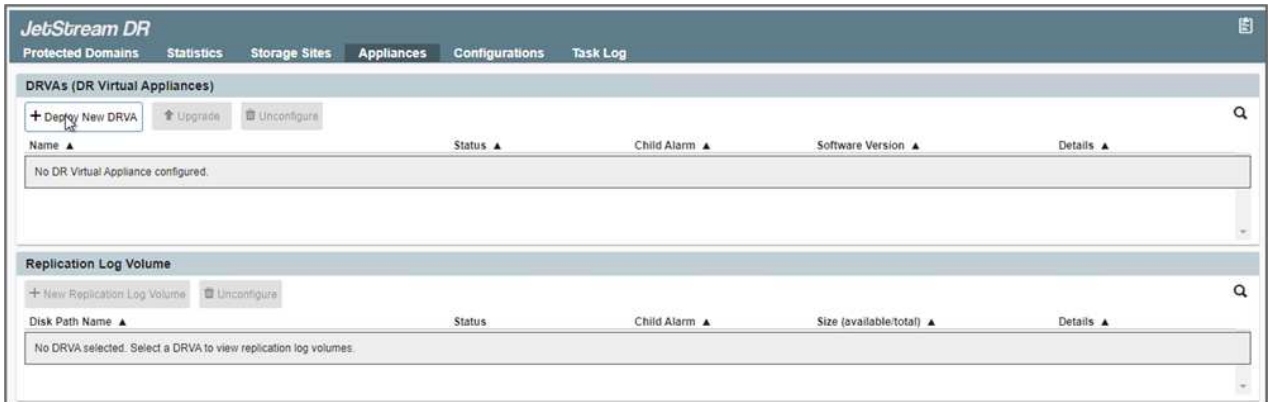 JetStream DR
Protected Domains Statistics Storage Sites Appliances Configurations Task Log
DRVAs (DR Virtual Appliances)
+ Deploy New DRVA Upgrade Unconfigure
Name ▲ Status ▲ Child Alarm ▲ Software Version ▲ Details ▲
No DR Virtual Appliance configured.
Replication Log Volume
+ New Replication Log Volume Unconfigure
Disk Path Name ▲ Status Child Alarm ▲ Size (available/total) ▲ Details ▲
No DRVA selected. Select a DRVA to view replication log volumes.